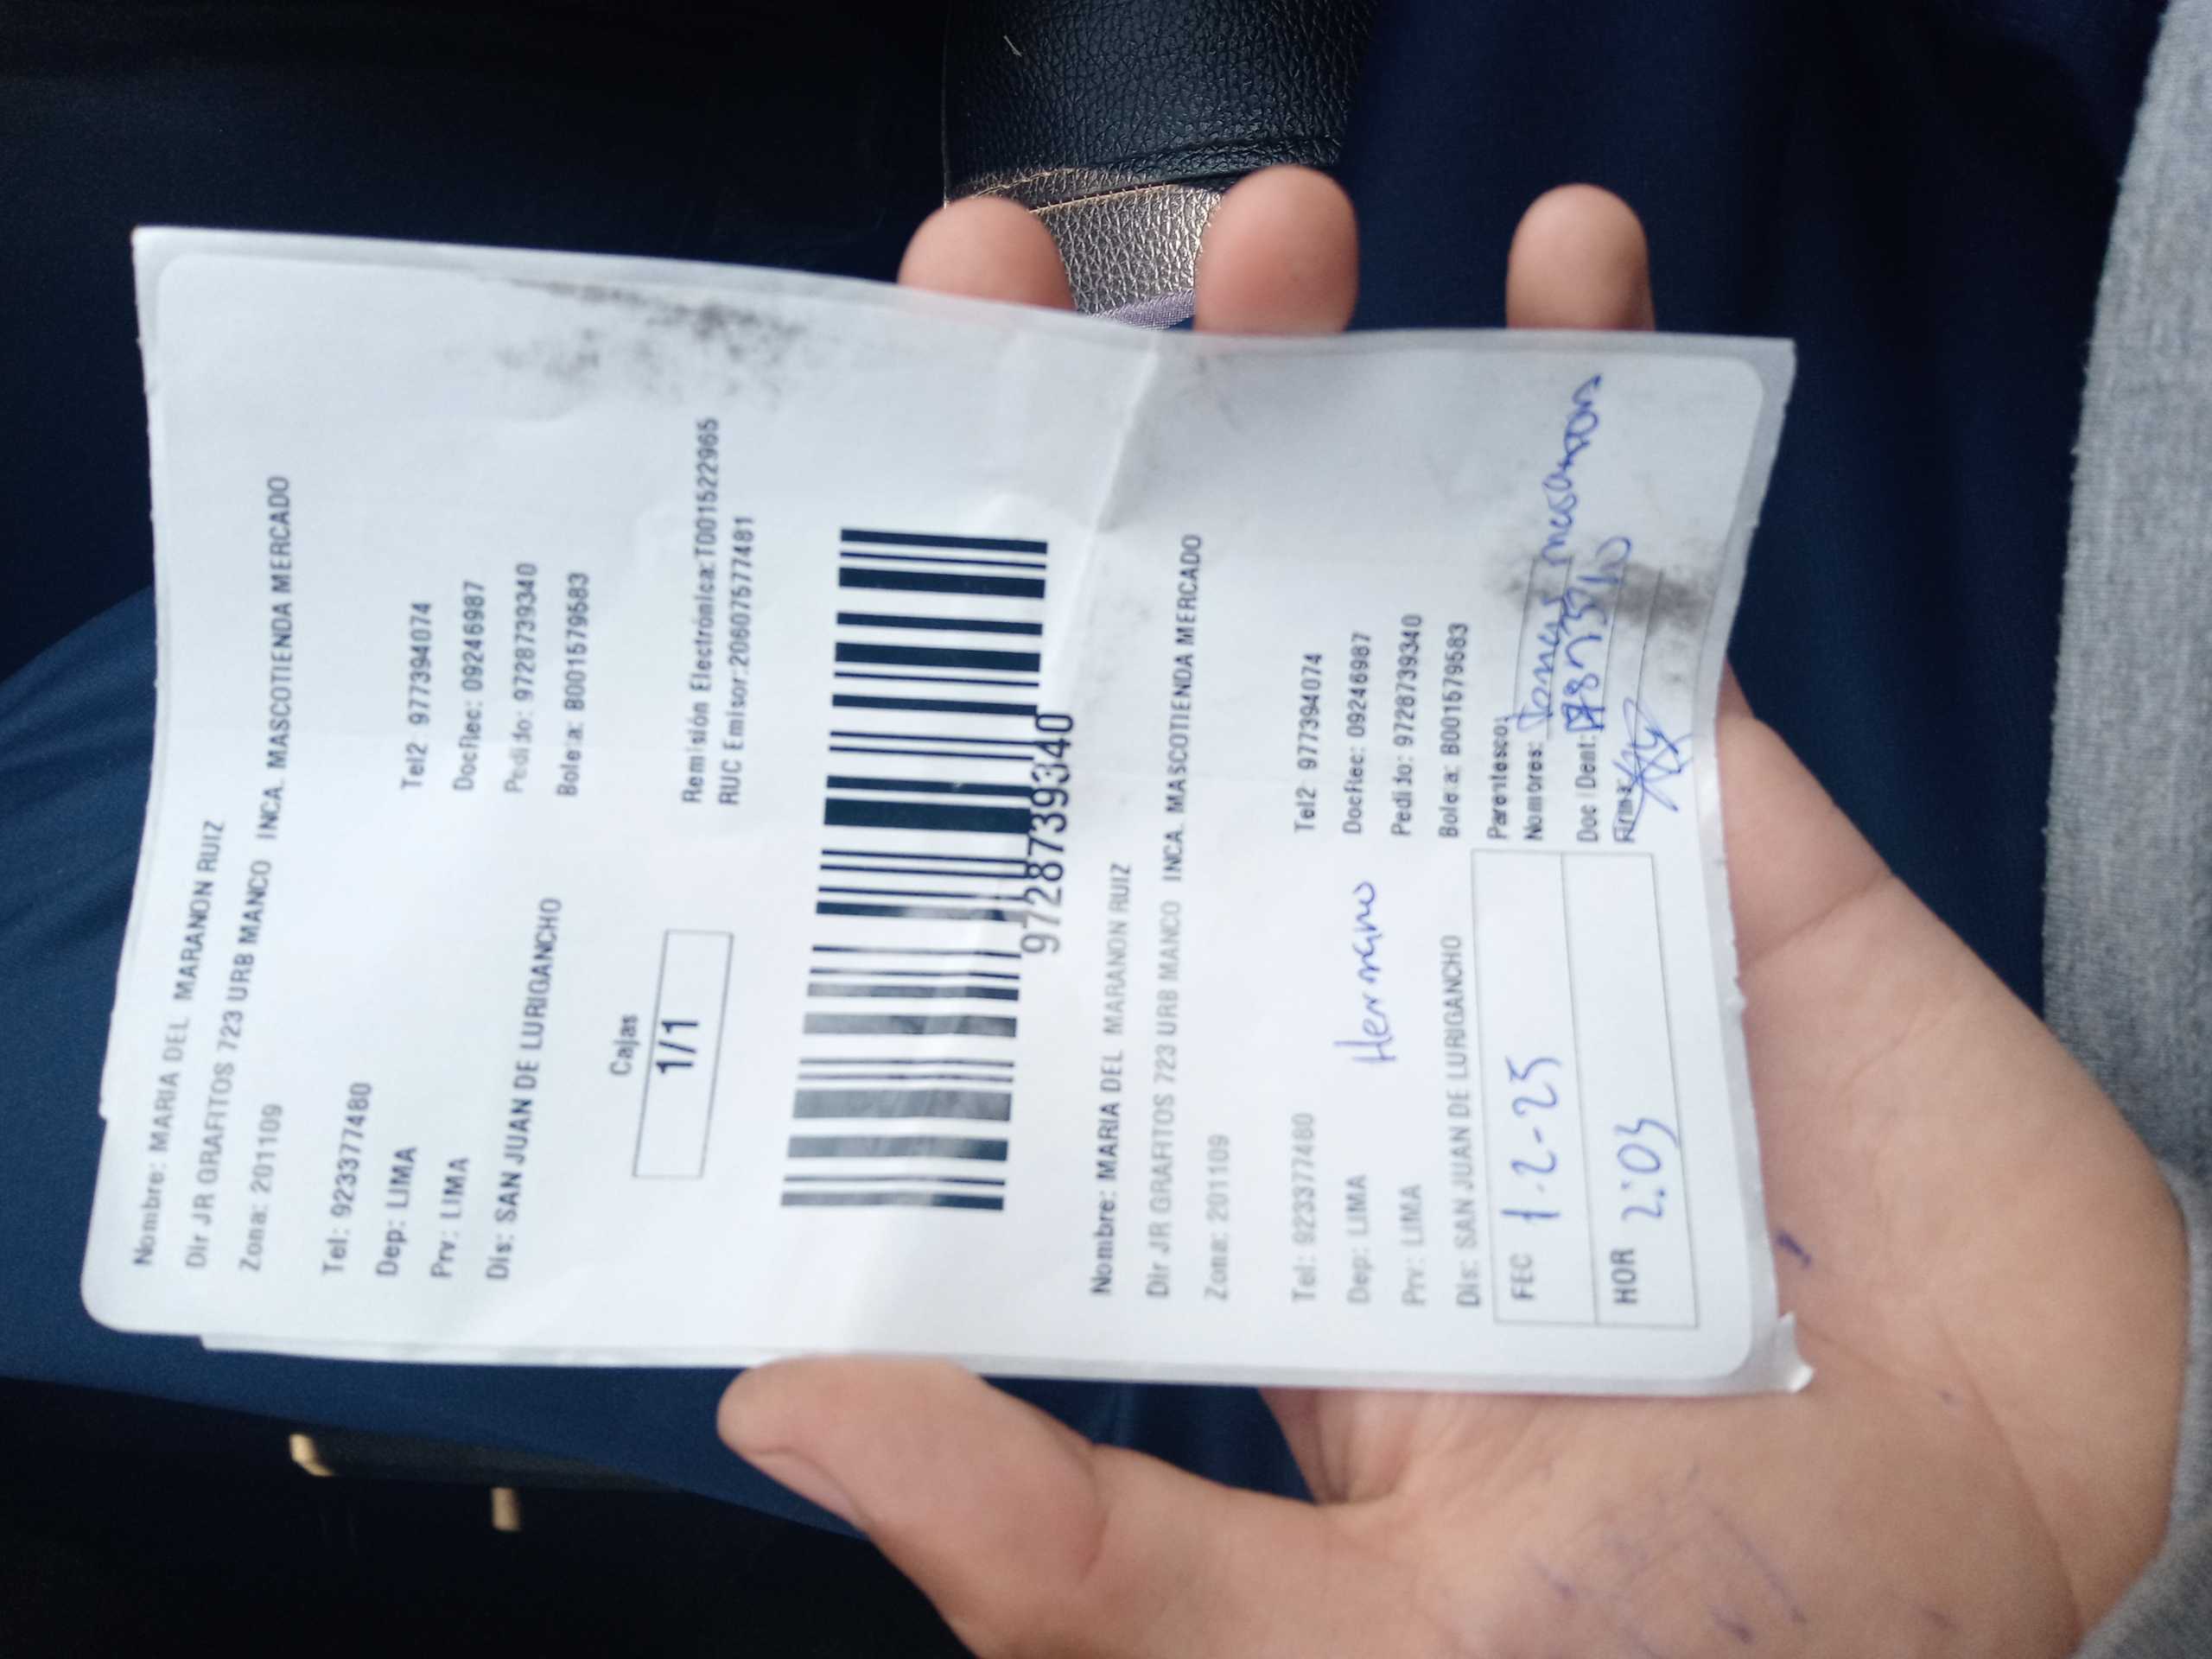 Nombre: MARIA DEL MARANON RUIZ
Dir JR GRAFITOS 723 URB MANCO INCA. MASCOTIENDA MERCADO
Zona: 201109
Tel: 923377480 Tel2: 977394074
Dep: LIMA DocRec: 09246987
Prv: LIMA Pedido: 9728739340
Dis: SAN JUAN DE LURIGANCHO Boleta: B001579583
Cajas
1/1
Remisión Electrónica:T001522965
RUC Emisor:20607577481
9728739340
Nombre: MARIA DEL MARANON RUIZ
Dir JR GRAFITOS 723 URB MANCO INCA. MASCOTIENDA MERCADO
Zona: 201109
Tel: 923377480 Tel2: 977394074
Dep: LIMA Hermano DocRec: 09246987
Prv: LIMA Pedido: 9728739340
Dis: SAN JUAN DE LURIGANCHO Boleta: B001579583
Parentesco:
FEC 1-2-25 Nombres:
Doc Ident:
HOR 2:03 Firma: